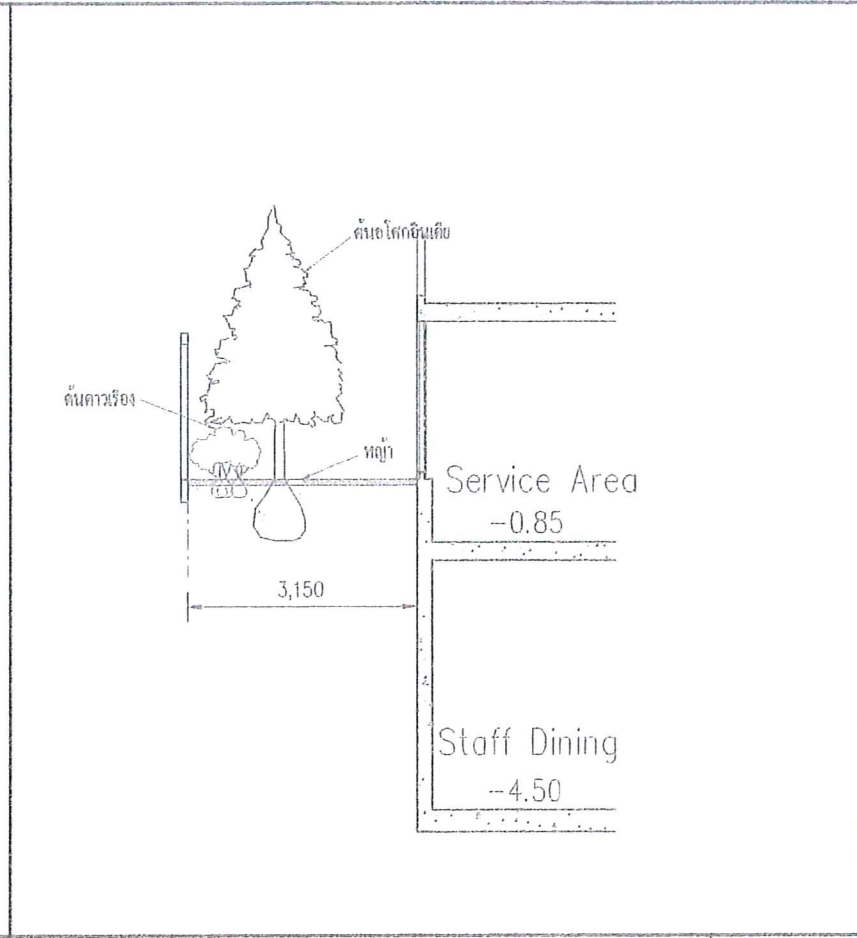 ต้นอโศกอินเดีย
ต้นดาวเรือง
หญ้า
Service Area
-0.85
3,150
Staff Dining
-4.50